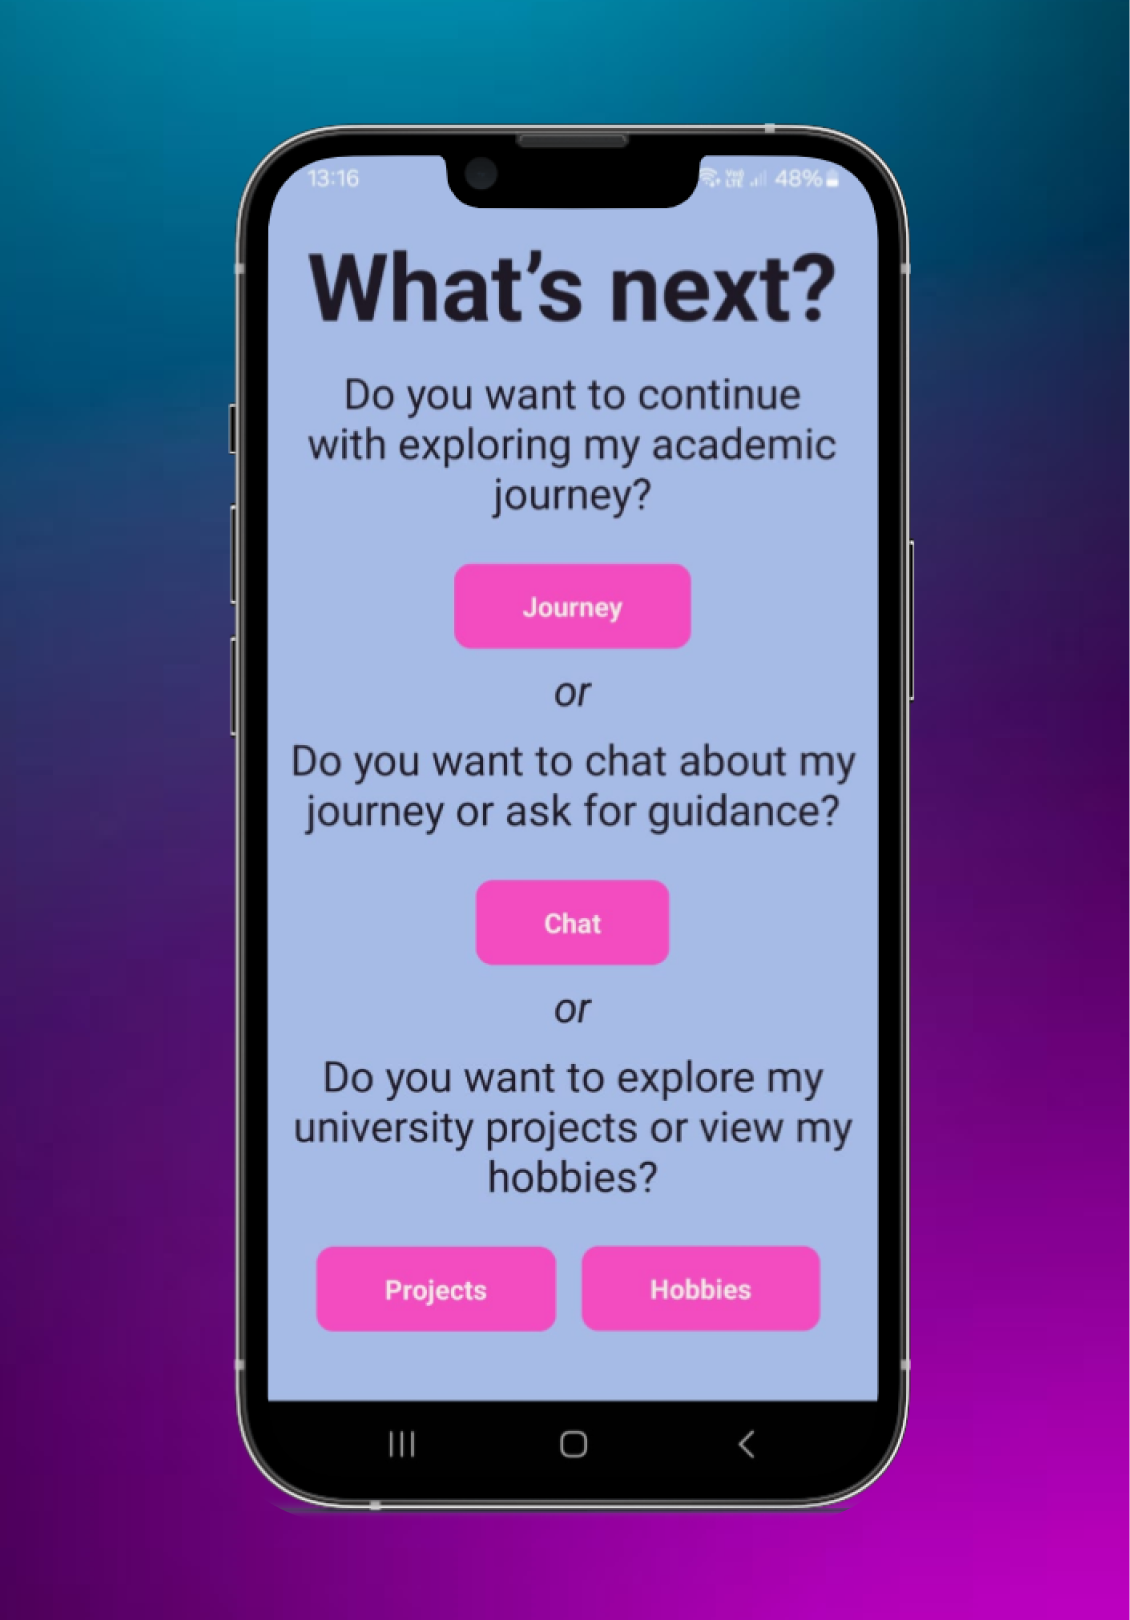 13:16
Vo) LTE 48%
What's next?
Do you want to continue
with exploring my academic
journey?
Journey
or
Do you want to chat about my
journey or ask for guidance?
Chat
or
Do you want to explore my
university projects or view my
hobbies?
Projects Hobbies